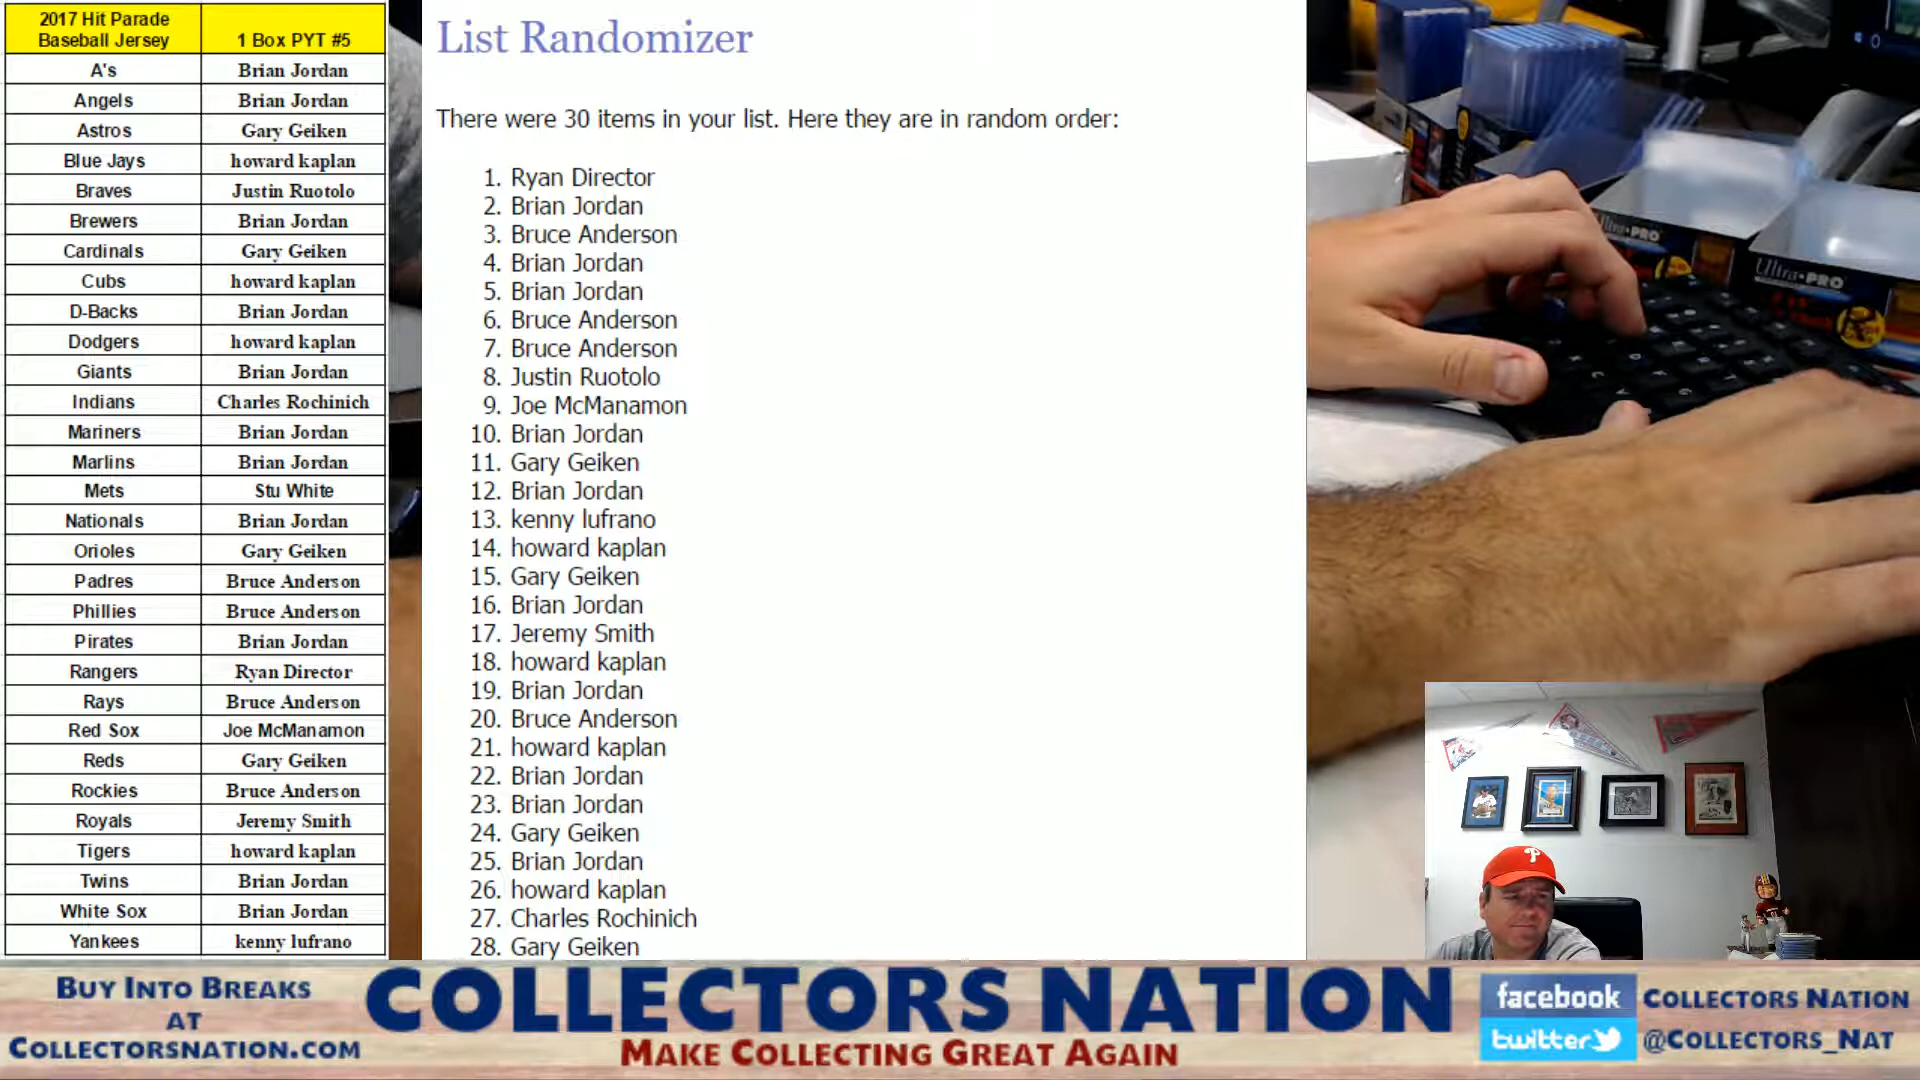 2017 Hit Parade
Baseball Jersey
1 Box PYT #5
A's Brian Jordan
Angels Brian Jordan
Astros Gary Geiken
Blue Jays howard kaplan
Braves Justin Ruotolo
Brewers Brian Jordan
Cardinals Gary Geiken
Cubs howard kaplan
D-Backs Brian Jordan
Dodgers howard kaplan
Giants Brian Jordan
Indians Charles Rochinich
Mariners Brian Jordan
Marlins Brian Jordan
Mets Stu White
Nationals Brian Jordan
Orioles Gary Geiken
Padres Bruce Anderson
Phillies Bruce Anderson
Pirates Brian Jordan
Rangers Ryan Director
Rays Bruce Anderson
Red Sox Joe McManamon
Reds Gary Geiken
Rockies Bruce Anderson
Royals Jeremy Smith
Tigers howard kaplan
Twins Brian Jordan
White Sox Brian Jordan
Yankees kenny lufrano
List Randomizer
There were 30 items in your list. Here they are in random order:
1. Ryan Director
2. Brian Jordan
3. Bruce Anderson
4. Brian Jordan
5. Brian Jordan
6. Bruce Anderson
7. Bruce Anderson
8. Justin Ruotolo
9. Joe McManamon
10. Brian Jordan
11. Gary Geiken
12. Brian Jordan
13. kenny lufrano
14. howard kaplan
15. Gary Geiken
16. Brian Jordan
17. Jeremy Smith
18. howard kaplan
19. Brian Jordan
20. Bruce Anderson
21. howard kaplan
22. Brian Jordan
23. Brian Jordan
24. Gary Geiken
25. Brian Jordan
26. howard kaplan
27. Charles Rochinich
28. Gary Geiken
Ultra•PRO
Ultra•PRO
P
BUY INTO BREAKS
AT
COLLECTORSNATION.COM
COLLECTORS NATION
MAKE COLLECTING GREAT AGAIN
facebook COLLECTORS NATION
twitter @COLLECTORS_NAT